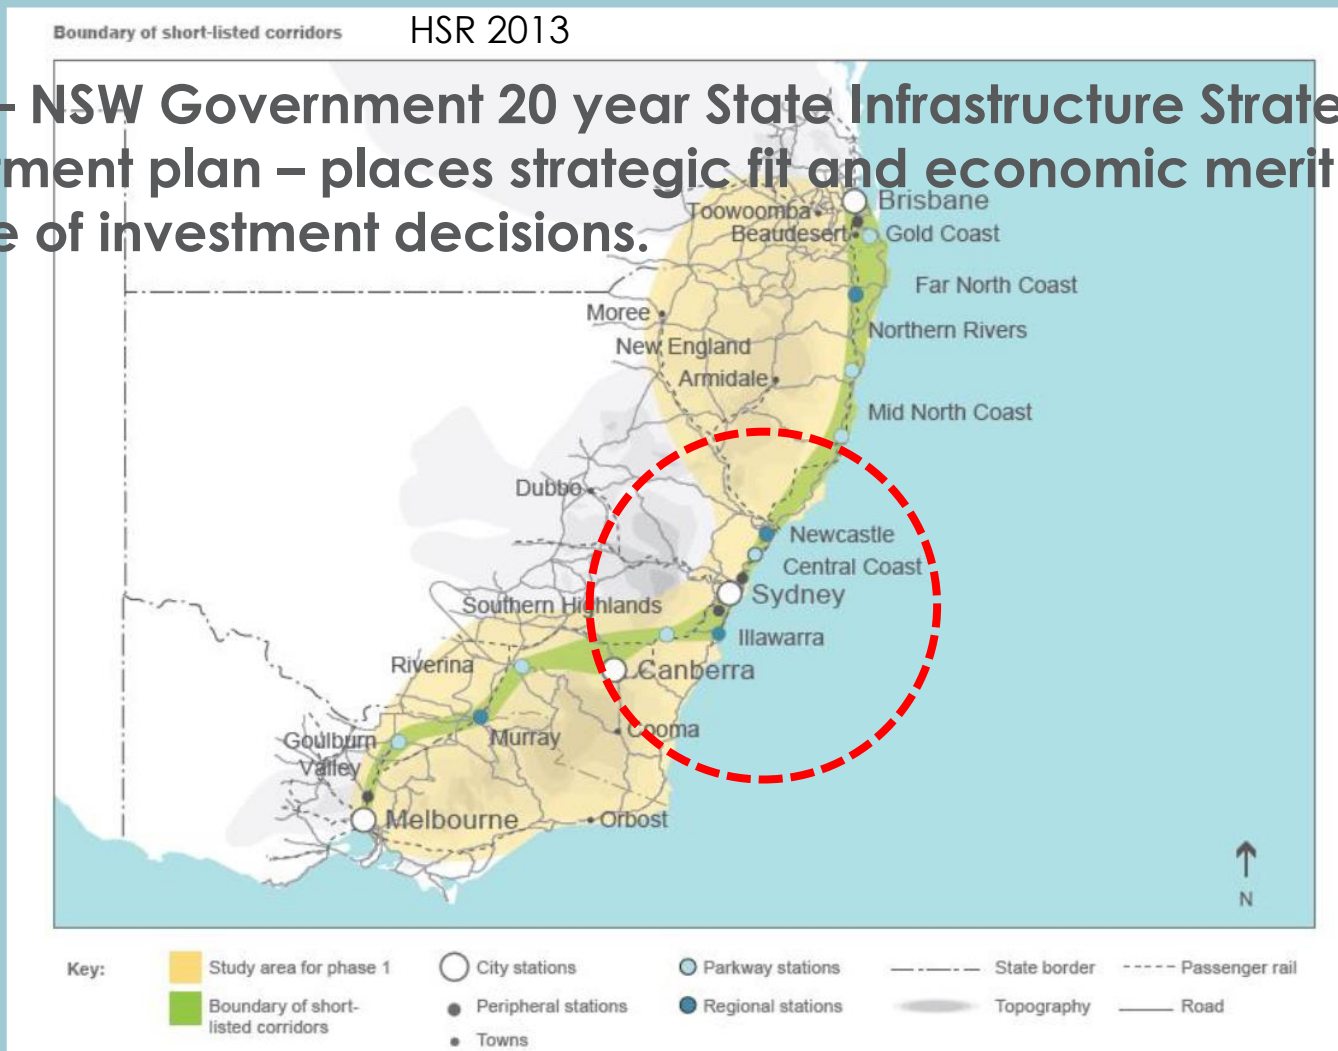 Boundary of short-listed corridors HSR 2013
– NSW Government 20 year State Infrastructure Strate
tment plan – places strategic fit and economic merit
e of investment decisions.
Brisbane
Toowoomba
Beaudesert
Gold Coast
Far North Coast
Moree
Northern Rivers
New England
Armidale
Mid North Coast
Dubbo
Newcastle
Central Coast
Sydney
Southern Highlands
Illawarra
Riverina
Canberra
Cooma
Murray
Goulburn
Valley
Melbourne
Orbost
N
Key:
Study area for phase 1
City stations
Parkway stations
State border
Passenger rail
Boundary of short-
listed corridors
Peripheral stations
Regional stations
Topography
Road
Towns